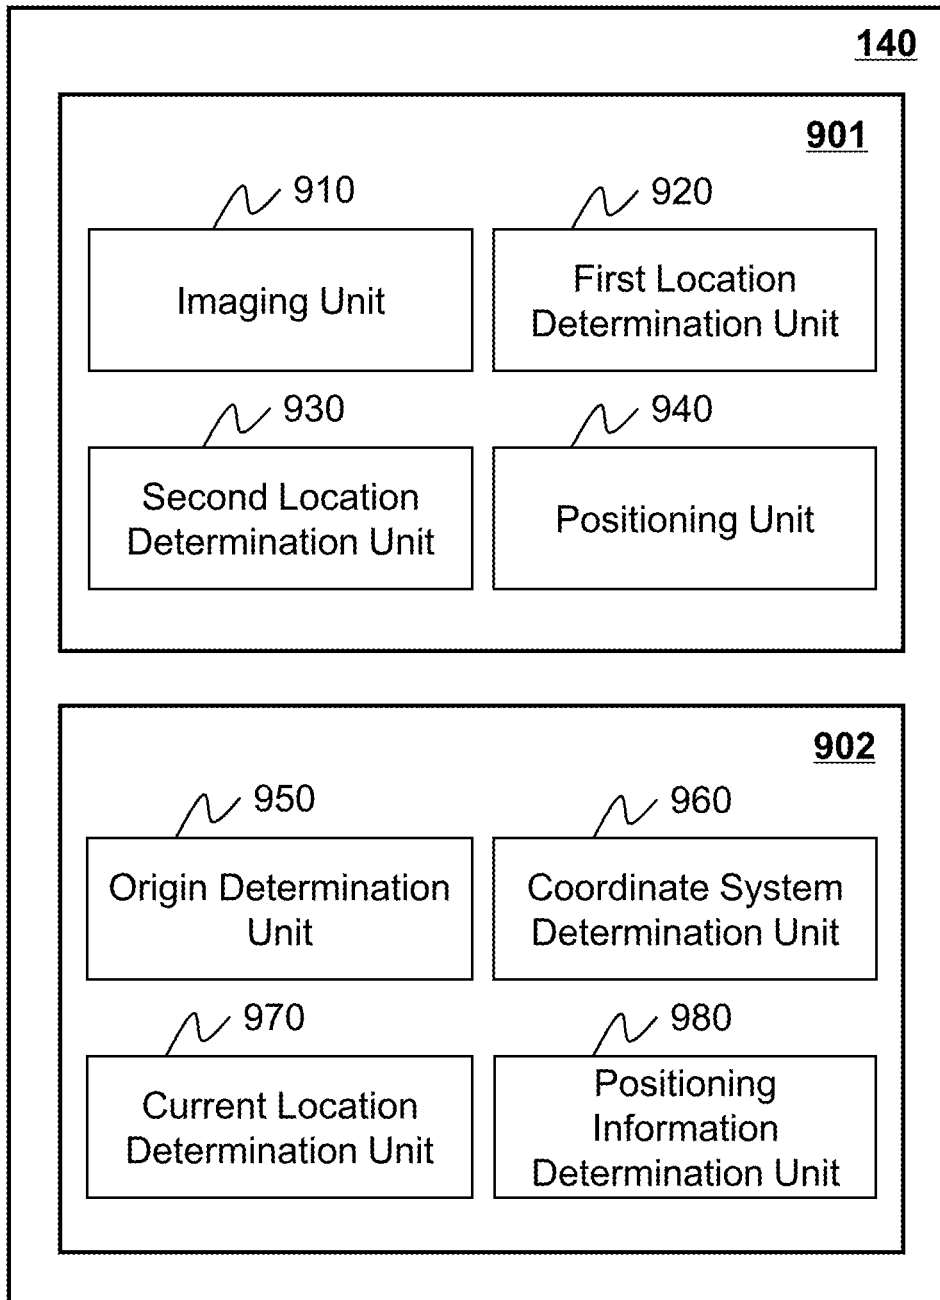 140
901
910
920
Imaging Unit
First Location
Determination Unit
930
940
Second Location
Determination Unit
Positioning Unit
902
950
960
Origin Determination
Unit
Coordinate System
Determination Unit
970
980
Current Location
Determination Unit
Positioning
Information
Determination Unit